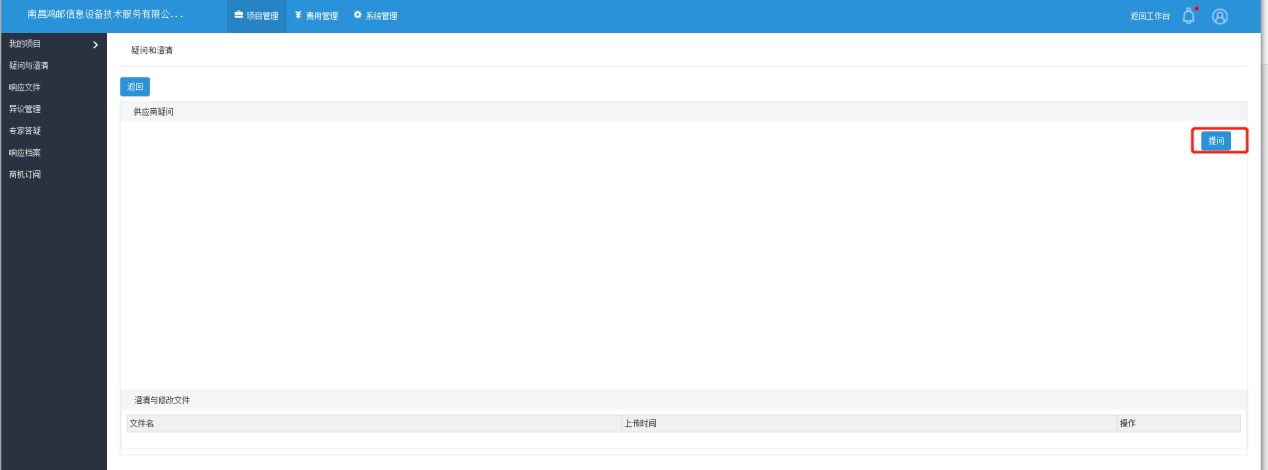 南昌鸿邮信息设备技术服务有限公... 项目管理 ¥ 费用管理 系统管理 返回工作台
我的项目
疑问与澄清
响应文件
异议管理
专家答疑
响应档案
商机订阅
疑问和澄清
返回
供应商疑问
提问
澄清与修改文件
文件名 上传时间 操作